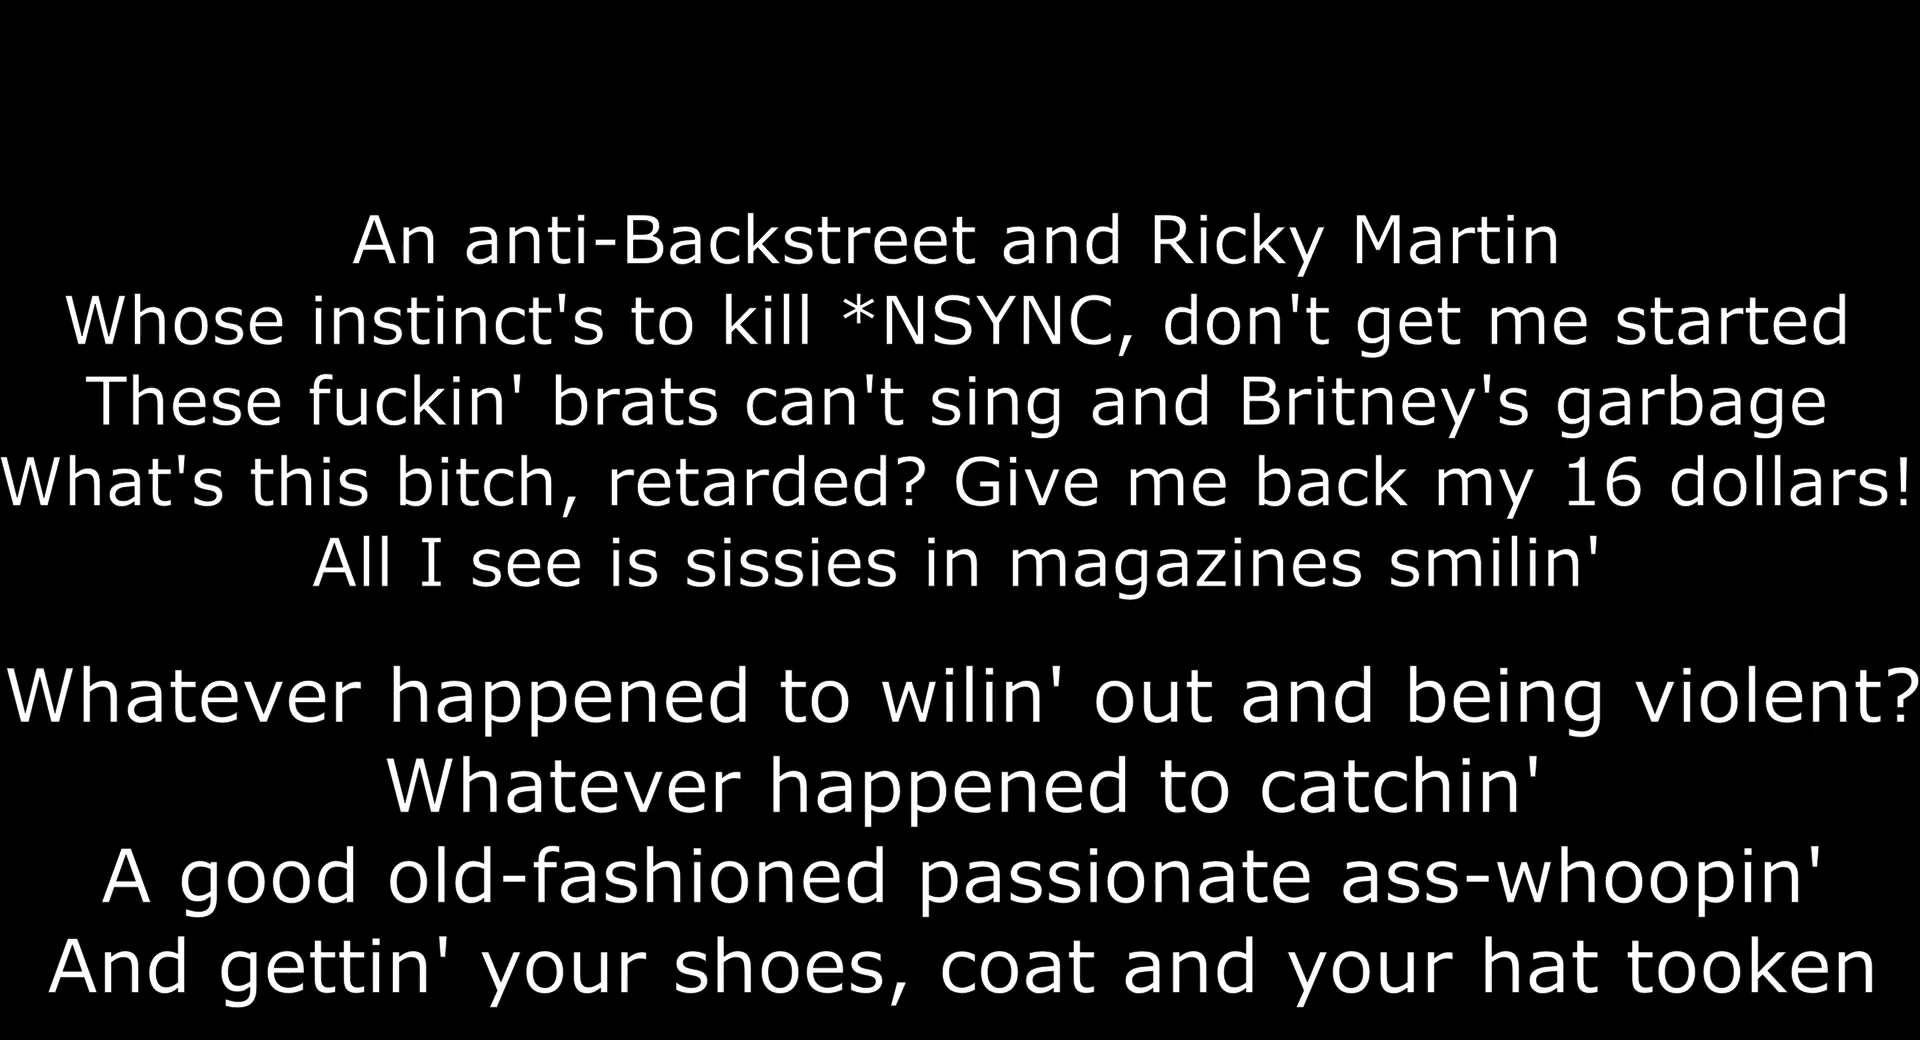 An anti-Backstreet and Ricky Martin
Whose instinct's to kill *NSYNC, don't get me started
These fuckin' brats can't sing and Britney's garbage
What's this bitch, retarded? Give me back my 16 dollars!
All I see is sissies in magazines smilin'
Whatever happened to wilin' out and being violent?
Whatever happened to catchin'
A good old-fashioned passionate ass-whoopin'
And gettin' your shoes, coat and your hat tooken